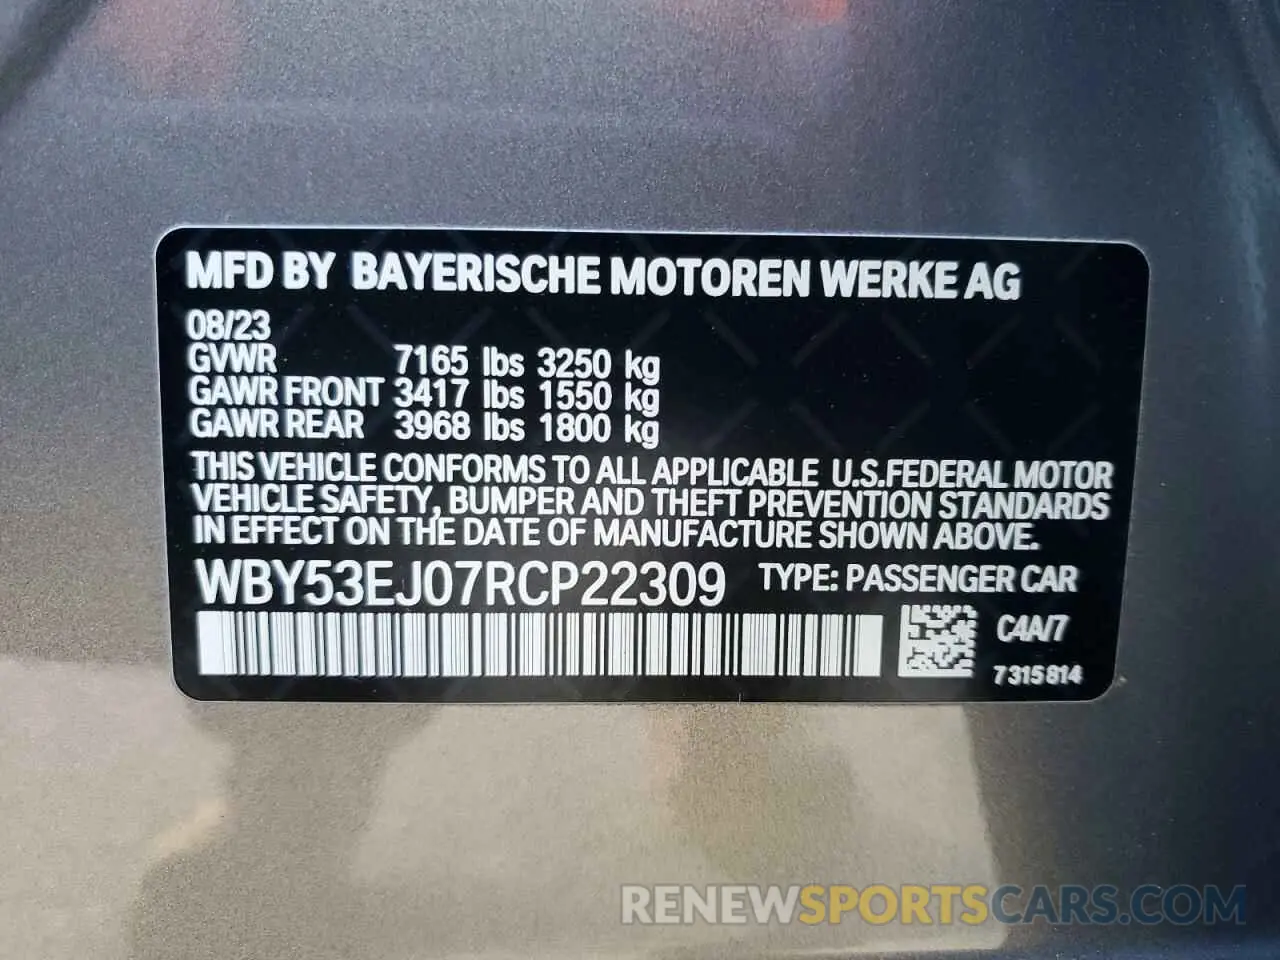 MFD BY BAYERISCHE MOTOREN WERKE AG
08/23
GVWR 7165 lbs 3250 kg
GAWR FRONT 3417 lbs 1550 kg
GAWR REAR 3968 lbs 1800 kg
THIS VEHICLE CONFORMS TO ALL APPLICABLE U.S.FEDERAL MOTOR
VEHICLE SAFETY, BUMPER AND THEFT PREVENTION STANDARDS
IN EFFECT ON THE DATE OF MANUFACTURE SHOWN ABOVE.
WBY53EJ07RCP22309 TYPE: PASSENGER CAR
C4A/7
7315814
RENEWSPORTSCARS.COM